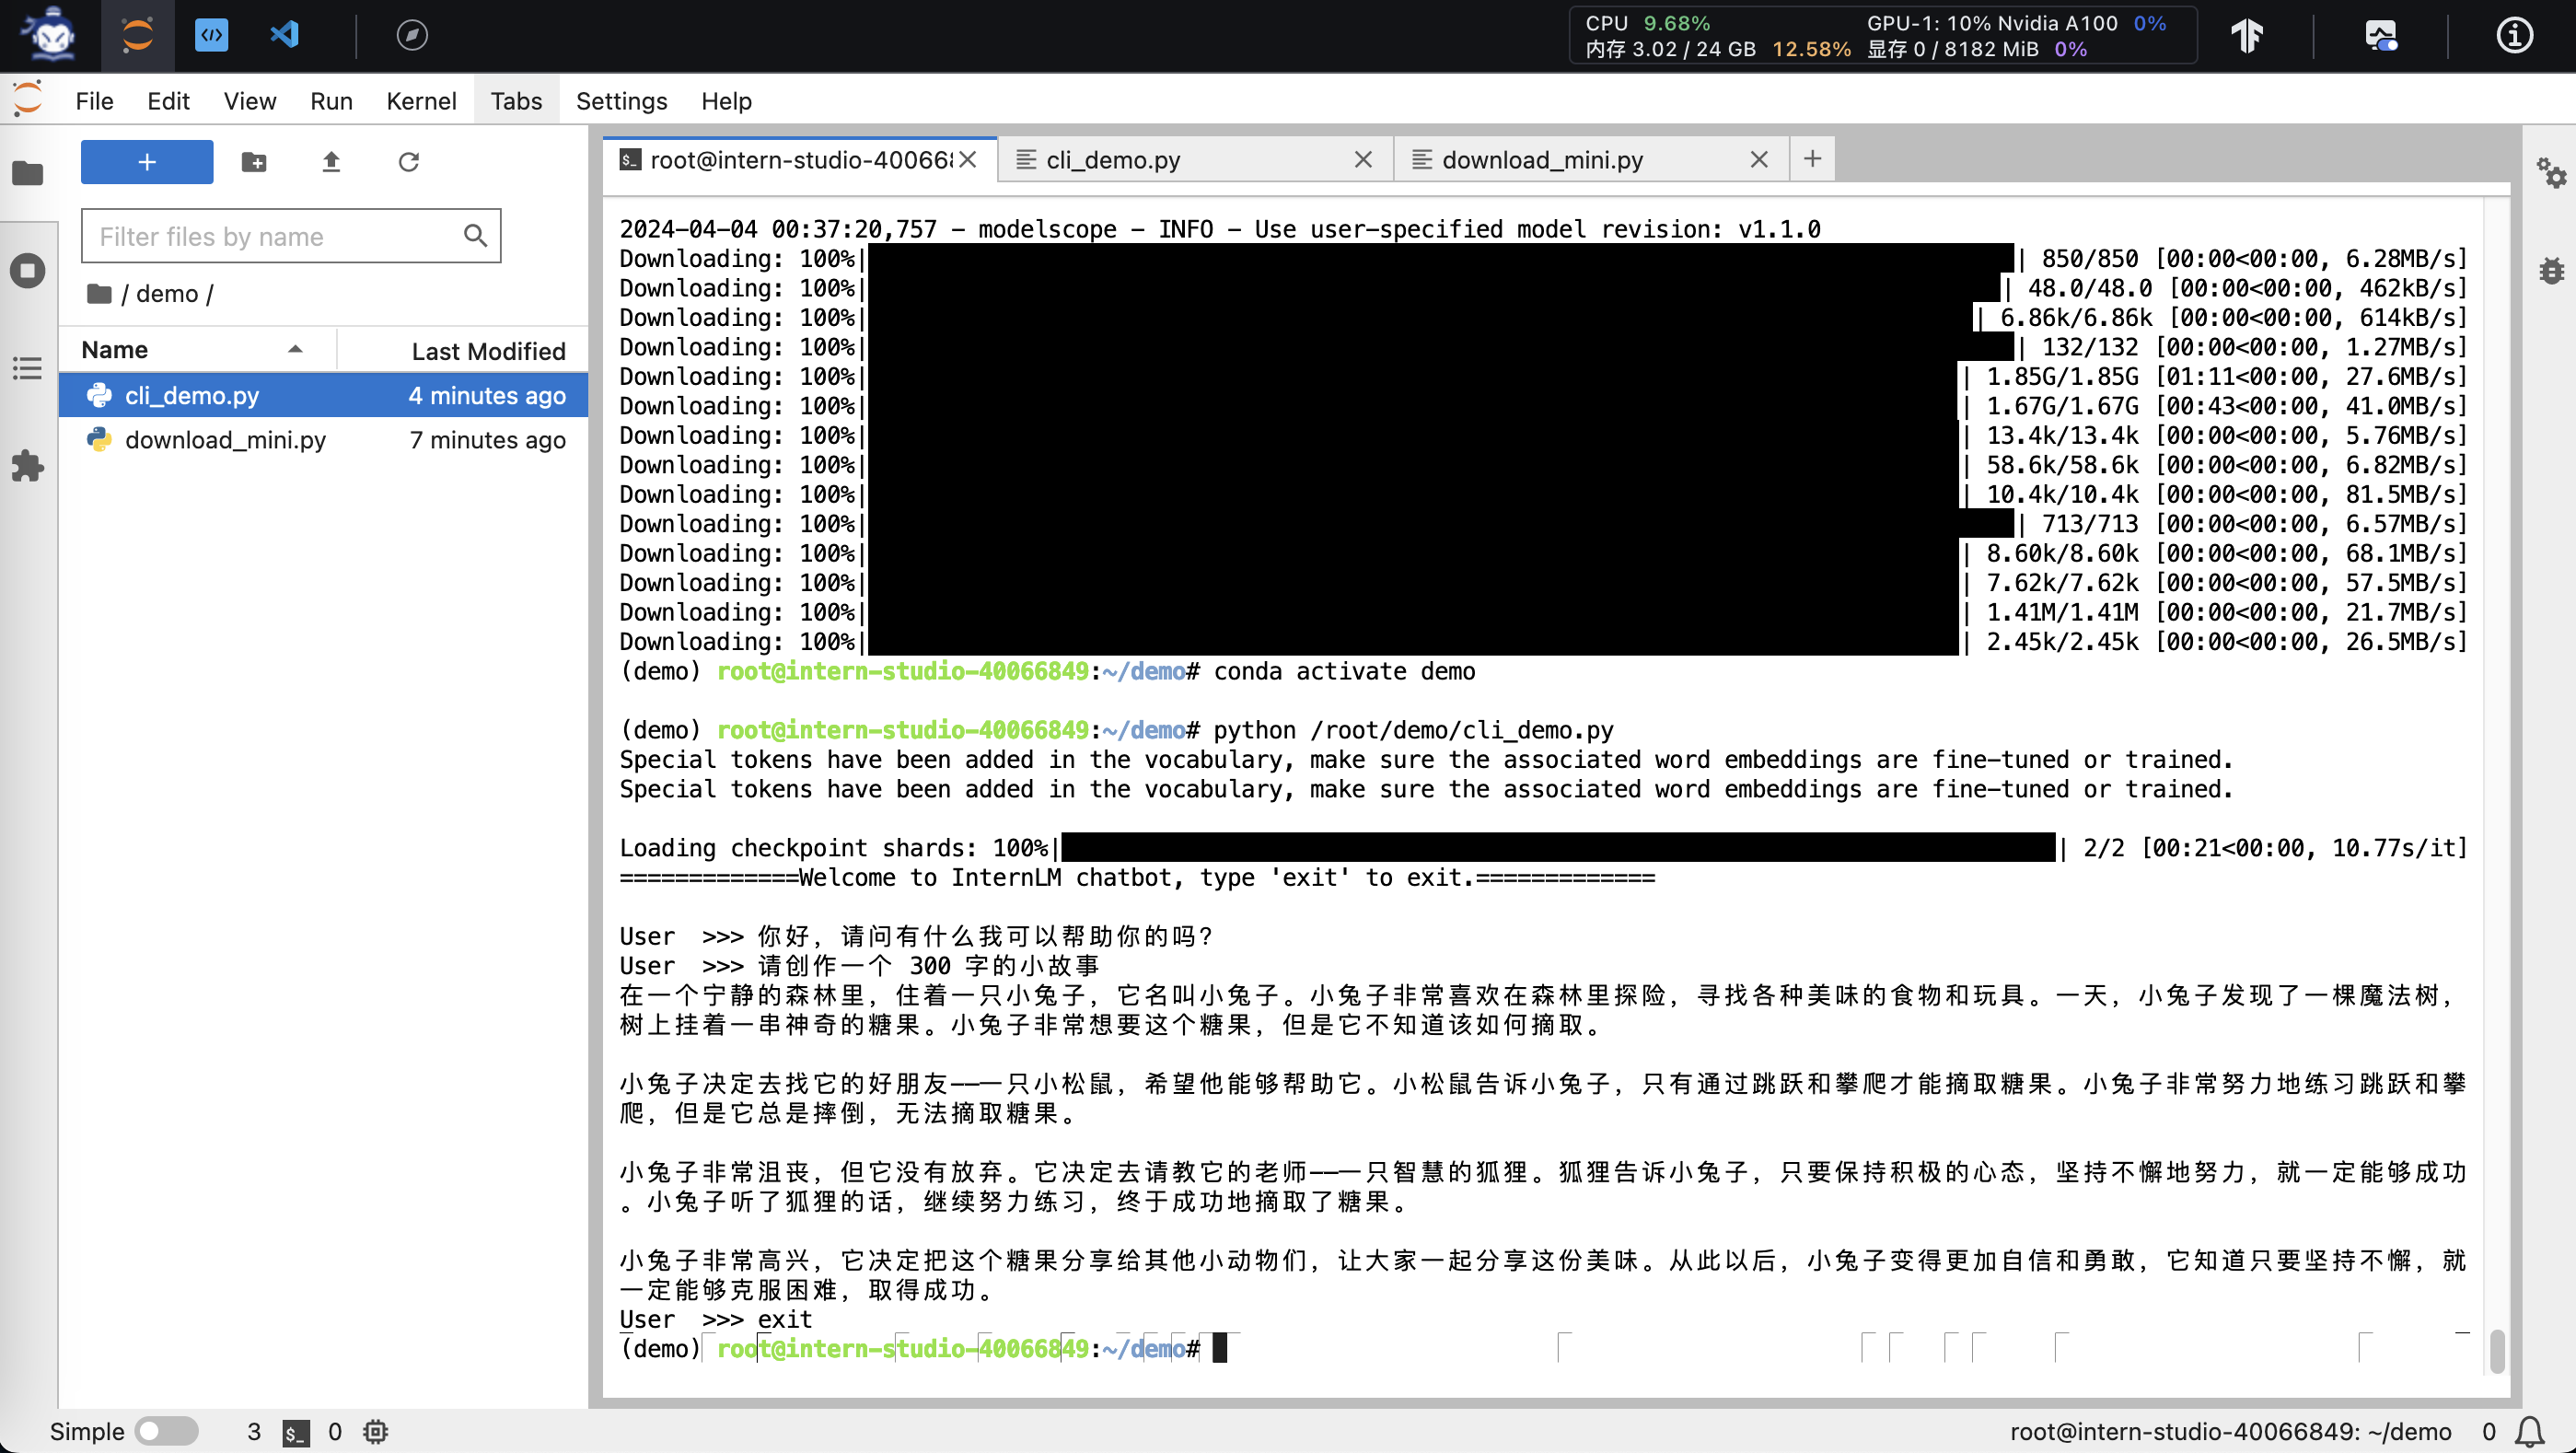 CPU 9.68% GPU-1: 10% Nvidia A100 0%
内存 3.02 / 24 GB 12.58% 显存 0 / 8182 MiB 0%
File Edit View Run Kernel Tabs Settings Help
root@intern-studio-40066 cli_demo.py download_mini.py
Filter files by name
/ demo /
Name Last Modified
cli_demo.py 4 minutes ago
download_mini.py 7 minutes ago
2024-04-04 00:37:20,757 - modelscope - INFO - Use user-specified model revision: v1.1.0
Downloading: 100%| | 850/850 [00:00<00:00, 6.28MB/s]
Downloading: 100%| | 48.0/48.0 [00:00<00:00, 462kB/s]
Downloading: 100%| | 6.86k/6.86k [00:00<00:00, 614kB/s]
Downloading: 100%| | 132/132 [00:00<00:00, 1.27MB/s]
Downloading: 100%| | 1.85G/1.85G [01:11<00:00, 27.6MB/s]
Downloading: 100%| | 1.67G/1.67G [00:43<00:00, 41.0MB/s]
Downloading: 100%| | 13.4k/13.4k [00:00<00:00, 5.76MB/s]
Downloading: 100%| | 58.6k/58.6k [00:00<00:00, 6.82MB/s]
Downloading: 100%| | 10.4k/10.4k [00:00<00:00, 81.5MB/s]
Downloading: 100%| | 713/713 [00:00<00:00, 6.57MB/s]
Downloading: 100%| | 8.60k/8.60k [00:00<00:00, 68.1MB/s]
Downloading: 100%| | 7.62k/7.62k [00:00<00:00, 57.5MB/s]
Downloading: 100%| | 1.41M/1.41M [00:00<00:00, 21.7MB/s]
Downloading: 100%| | 2.45k/2.45k [00:00<00:00, 26.5MB/s]
(demo) root@intern-studio-40066849:~/demo# conda activate demo
(demo) root@intern-studio-40066849:~/demo# python /root/demo/cli_demo.py
Special tokens have been added in the vocabulary, make sure the associated word embeddings are fine-tuned or trained.
Special tokens have been added in the vocabulary, make sure the associated word embeddings are fine-tuned or trained.
Loading checkpoint shards: 100%| | 2/2 [00:21<00:00, 10.77s/it]
=============Welcome to InternLM chatbot, type 'exit' to exit.=============
User >>> 你好，请问有什么我可以帮助你的吗？
User >>> 请创作一个 300 字的小故事
在一个宁静的森林里，住着一只小兔子，它名叫小兔子。小兔子非常喜欢在森林里探险，寻找各种美味的食物和玩具。一天，小兔子发现了一棵魔法树，
树上挂着一串神奇的糖果。小兔子非常想要这个糖果，但是它不知道该如何摘取。
小兔子决定去找它的好朋友——一只小松鼠，希望他能够帮助它。小松鼠告诉小兔子，只有通过跳跃和攀爬才能摘取糖果。小兔子非常努力地练习跳跃和攀
爬，但是它总是摔倒，无法摘取糖果。
小兔子非常沮丧，但它没有放弃。它决定去请教它的老师——一只智慧的狐狸。狐狸告诉小兔子，只要保持积极的心态，坚持不懈地努力，就一定能够成功
。小兔子听了狐狸的话，继续努力练习，终于成功地摘取了糖果。
小兔子非常高兴，它决定把这个糖果分享给其他小动物们，让大家一起分享这份美味。从此以后，小兔子变得更加自信和勇敢，它知道只要坚持不懈，就
一定能够克服困难，取得成功。
User >>> exit
(demo) root@intern-studio-40066849:~/demo#
Simple 3 $_ 0 root@intern-studio-40066849: ~/demo 0